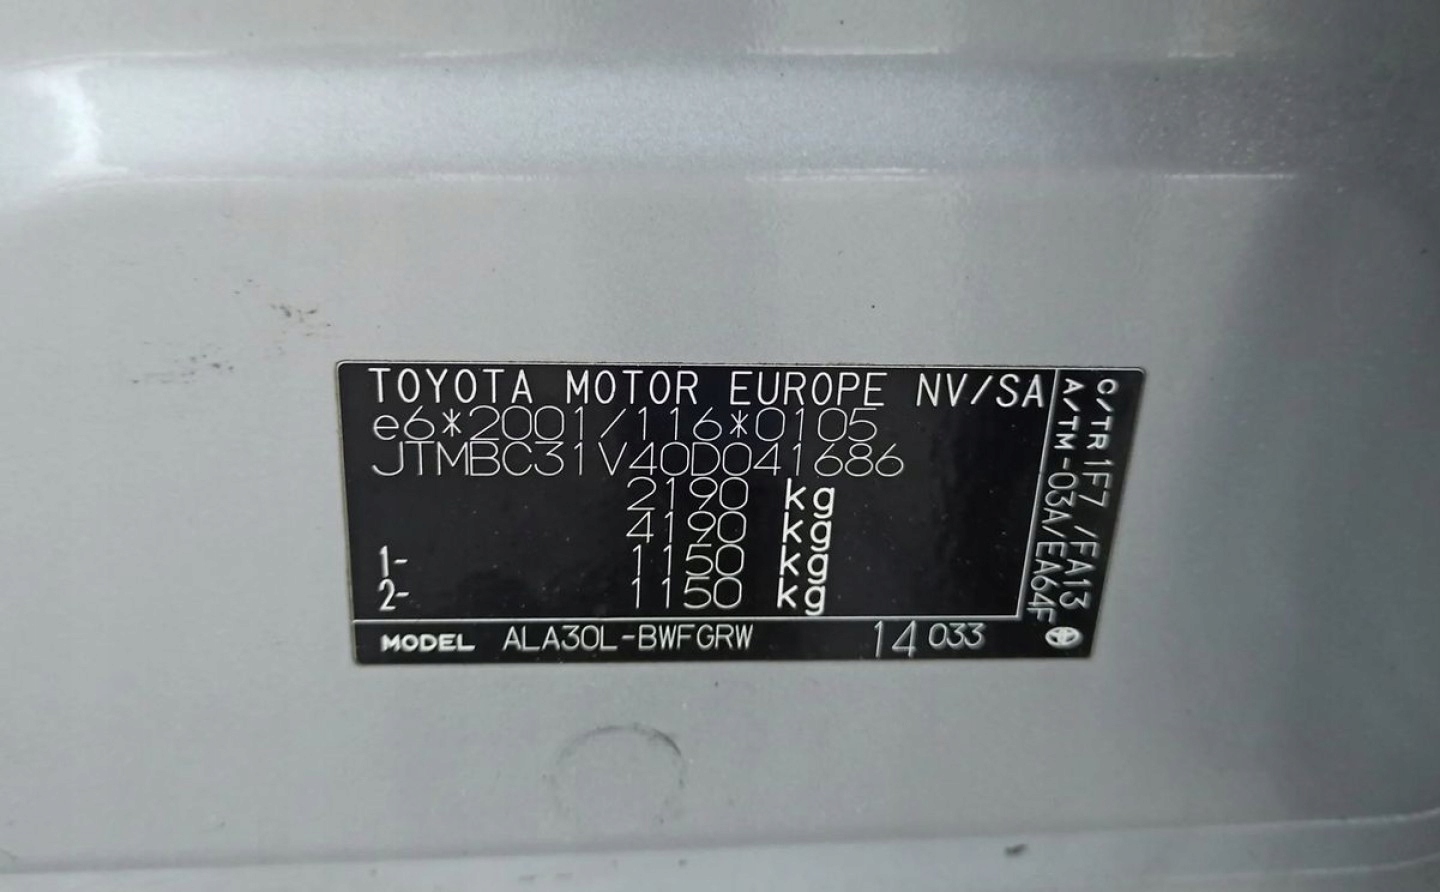 TOYOTA MOTOR EUROPE NV/SA
e6*2001/116*0105
JTMBC31V40D041686
2190 kg
4190 kg
1- 1150 kg
2- 1150 kg
MODEL ALA30L-BWFGRW 14 033
C/TR 1F7 /FA13
A/TM-03A/EA64F